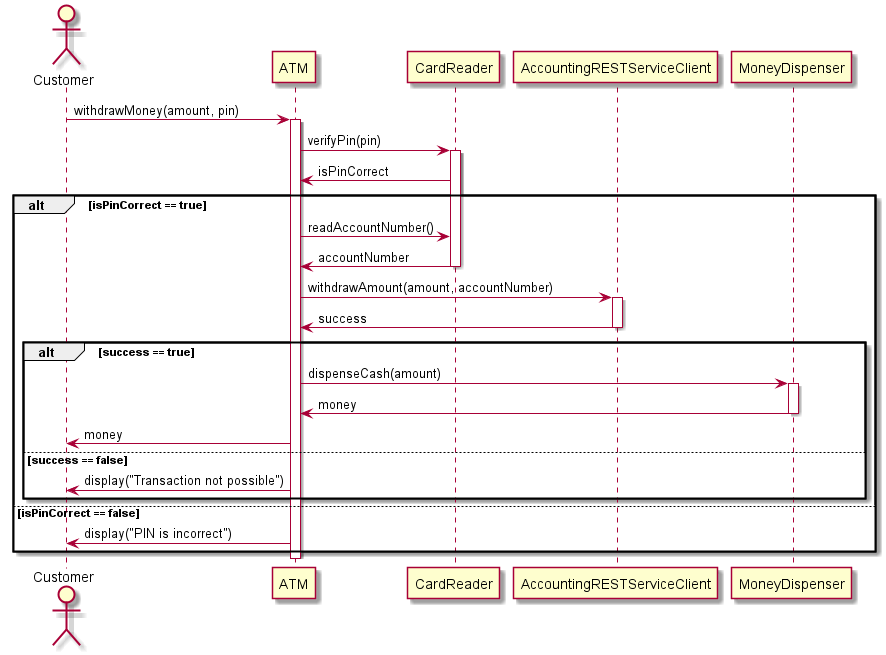 Customer
ATM
CardReader
AccountingRESTServiceClient
MoneyDispenser
withdrawMoney(amount, pin)
verifyPin(pin)
isPinCorrect
alt [isPinCorrect == true]
readAccountNumber()
accountNumber
withdrawAmount(amount, accountNumber)
success
alt [success == true]
dispenseCash(amount)
money
money
[success == false]
display("Transaction not possible")
[isPinCorrect == false]
display("PIN is incorrect")
Customer
ATM
CardReader
AccountingRESTServiceClient
MoneyDispenser